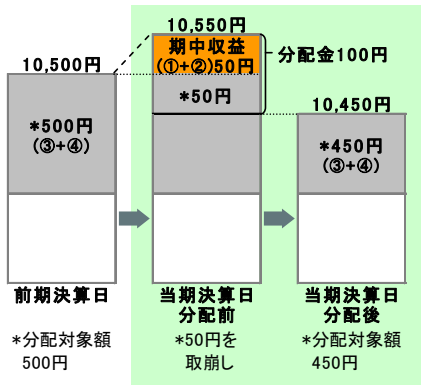 10,550円
期中収益
(①+②)50円
分配金100円
10,500円
*50円
10,450円
*500円
(③+④)
*450円
(③+④)
前期決算日
当期決算日
分配前
当期決算日
分配後
*分配対象額
500円
*50円を
取崩し
*分配対象額
450円